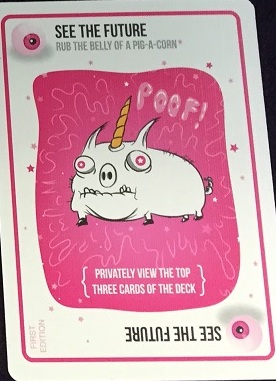 SEE THE FUTURE
RUB THE BELLY OF A PIG-A-CORN*
POOF!
PRIVATELY VIEW THE TOP
THREE CARDS OF THE DECK
FIRST
EDITION
SEE THE FUTURE